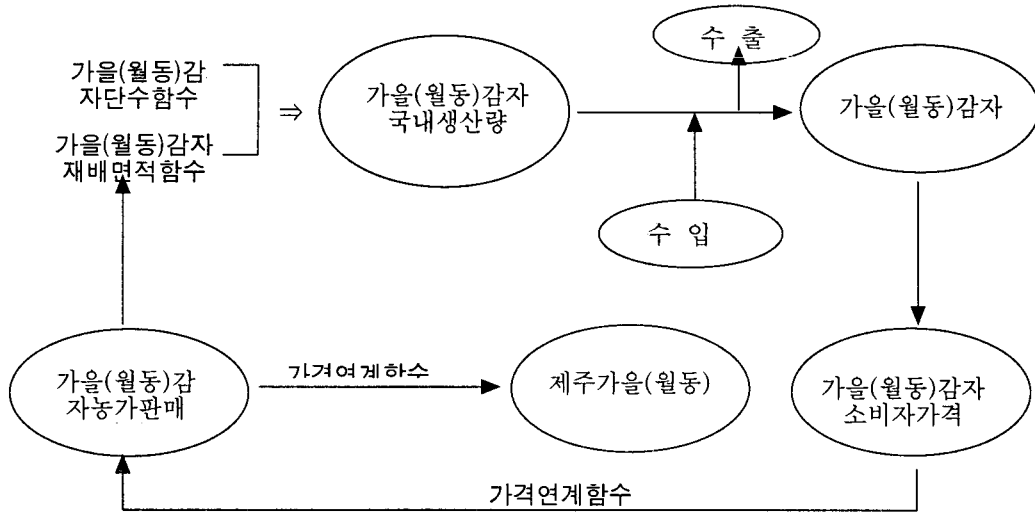 수 출
가을(월동)감
자단수함수
가을(월동)감자
재배면적함수
⇒
가을(월동)감자
국내생산량
가을(월동)감자
수 입
가을(월동)감
자농가판매
가격연계함수
제주가을(월동)
가을(월동)감자
소비자가격
가격연계함수